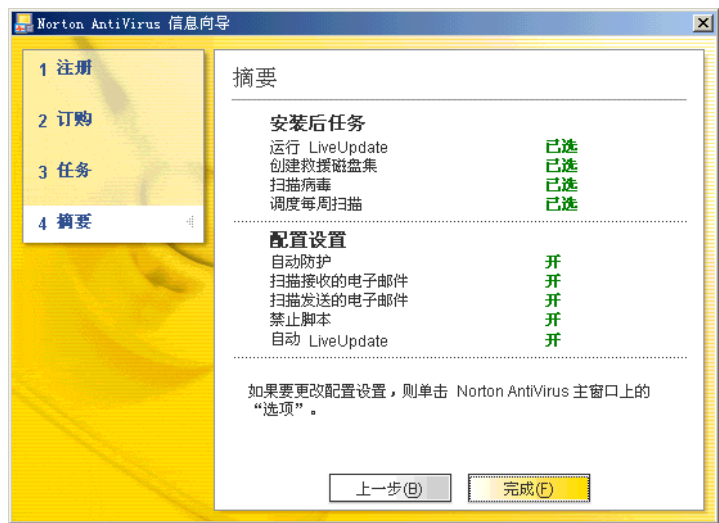 Norton AntiVirus 信息向导
1 注册
2 订购
3 任务
4 摘要
摘要
安装后任务
运行 LiveUpdate 已选
创建救援磁盘集 已选
扫描病毒 已选
调度每周扫描 已选
配置设置
自动防护 开
扫描接收的电子邮件 开
扫描发送的电子邮件 开
禁止脚本 开
自动 LiveUpdate 开
如果要更改配置设置，则单击 Norton AntiVirus 主窗口上的
“选项”。
上一步(B) 完成(F)